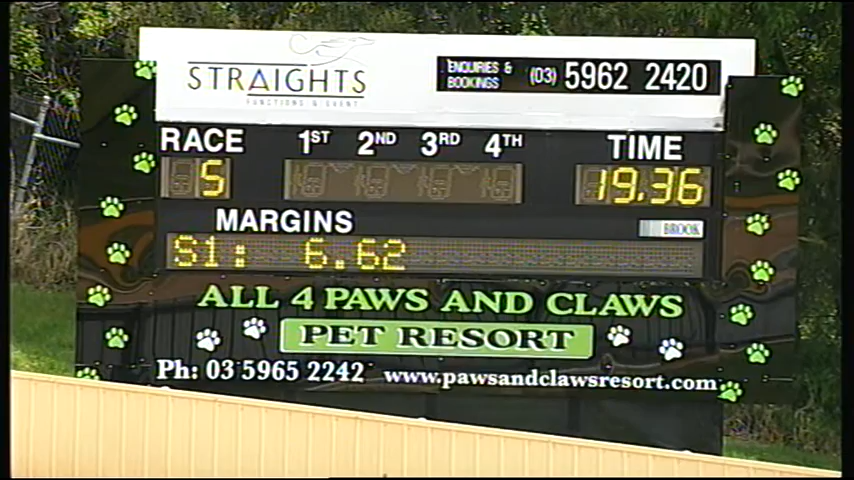 STRAIGHTS
FUNCTIONS & EVENT
ENQUIRIES & BOOKINGS (03) 5962 2420
RACE 1ST 2ND 3RD 4TH TIME
5 19.36
MARGINS BROOK
S1: 6.62
ALL 4 PAWS AND CLAWS
PET RESORT
Ph: 03 5965 2242 www.pawsandclawsresort.com